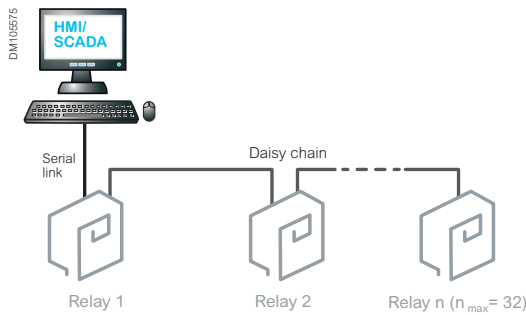 DM105575
HMI/
SCADA
Serial
link
Daisy chain
Relay 1
Relay 2
Relay n (n max= 32)